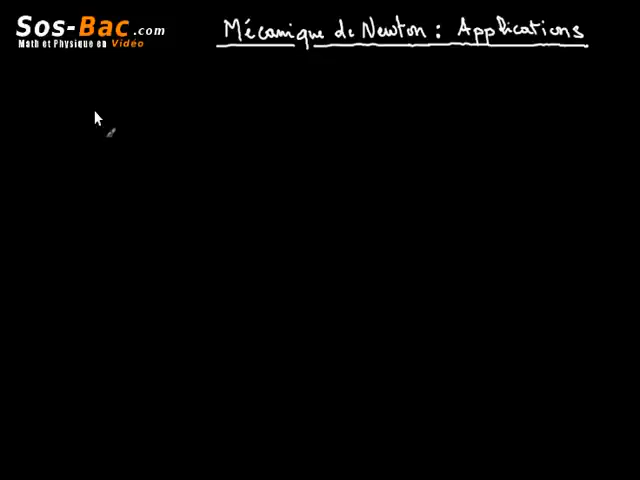 Sos-Bac.com
Math et Physique en Vidéo
Mécanique de Newton : Applications